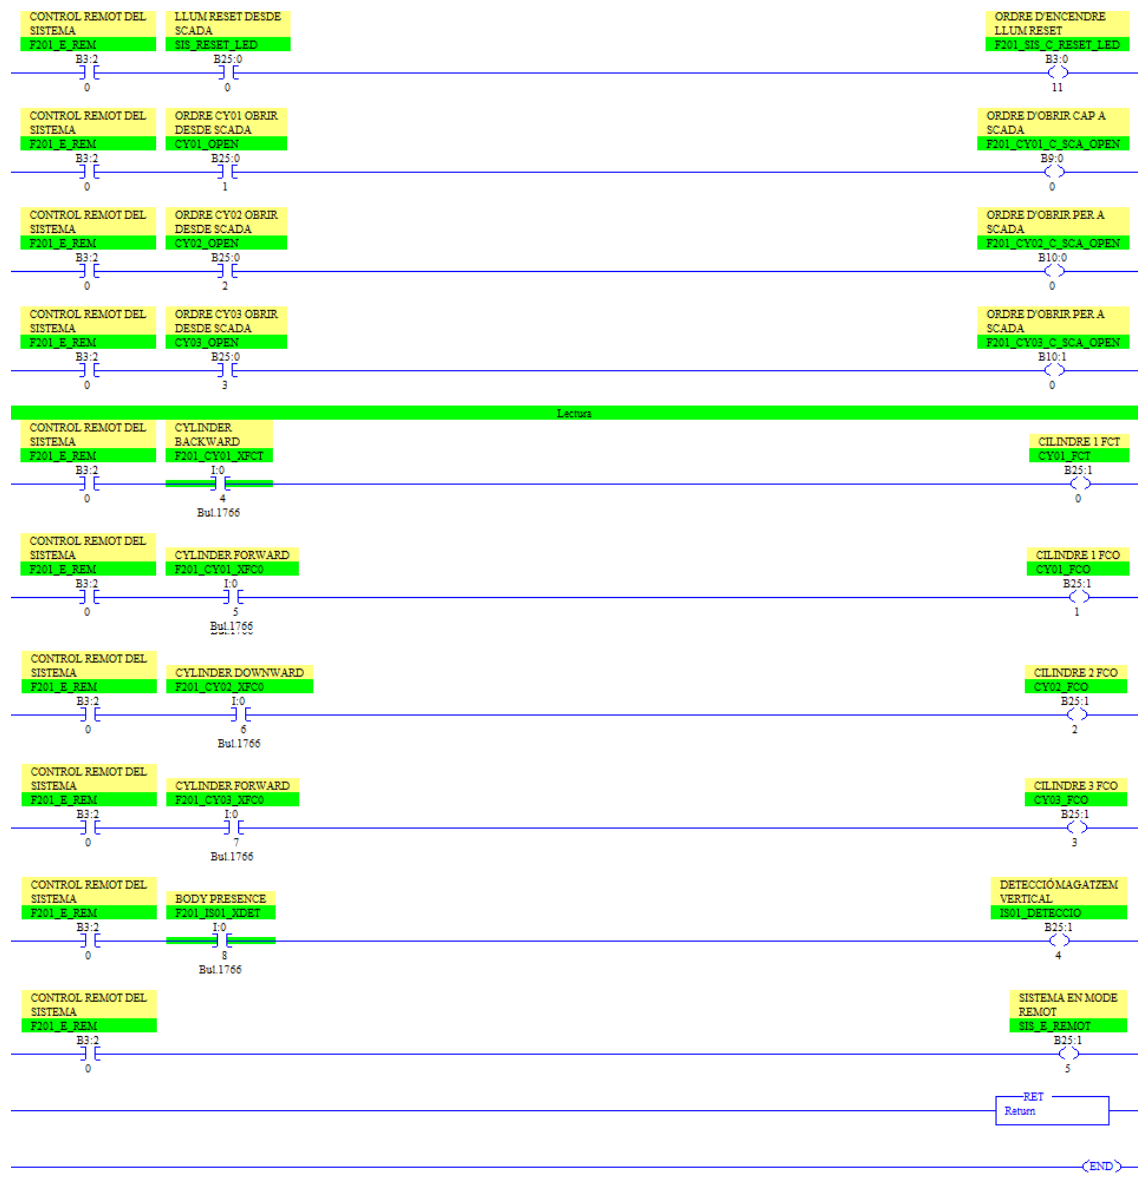 CONTROL REMOT DEL LLUM RESET DESDE ORDRE D'ENCENDRE
SISTEMA SCADA LLUM RESET
F201_E_REM SIS_RESET_LED F201_SIS_C_RESET_LED
B3:2 B25:0 B3:0
0 0 11
CONTROL REMOT DEL ORDRE CY01 OBRIR ORDRE D'OBRIR CAP A
SISTEMA DESDE SCADA SCADA
F201_E_REM CY01_OPEN F201_CY01_C_SCA_OPEN
B3:2 B25:0 B9:0
0 1 0
CONTROL REMOT DEL ORDRE CY02 OBRIR ORDRE D'OBRIR PER A
SISTEMA DESDE SCADA SCADA
F201_E_REM CY02_OPEN F201_CY02_C_SCA_OPEN
B3:2 B25:0 B10:0
0 2 0
CONTROL REMOT DEL ORDRE CY03 OBRIR ORDRE D'OBRIR PER A
SISTEMA DESDE SCADA SCADA
F201_E_REM CY03_OPEN F201_CY03_C_SCA_OPEN
B3:2 B25:0 B10:1
0 3 0
Lectura
CONTROL REMOT DEL CYLINDER
SISTEMA BACKWARD CILINDRE 1 FCT
F201_E_REM F201_CY01_XFCT CY01_FCT
B3:2 I:0 B25:1
0 4 0
Bul.1766
CONTROL REMOT DEL
SISTEMA CYLINDER FORWARD CILINDRE 1 FCO
F201_E_REM F201_CY01_XFC0 CY01_FCO
B3:2 I:0 B25:1
0 5 1
Bul.1766
CONTROL REMOT DEL
SISTEMA CYLINDER DOWNWARD CILINDRE 2 FCO
F201_E_REM F201_CY02_XFC0 CY02_FCO
B3:2 I:0 B25:1
0 6 2
Bul.1766
CONTROL REMOT DEL
SISTEMA CYLINDER FORWARD CILINDRE 3 FCO
F201_E_REM F201_CY03_XFC0 CY03_FCO
B3:2 I:0 B25:1
0 7 3
Bul.1766
CONTROL REMOT DEL DETECCIÓ MAGATZEM
SISTEMA BODY PRESENCE VERTICAL
F201_E_REM F201_IS01_XDET IS01_DETECCIO
B3:2 I:0 B25:1
0 8 4
Bul.1766
CONTROL REMOT DEL SISTEMA EN MODE
SISTEMA REMOT
F201_E_REM SIS_E_REMOT
B3:2 B25:1
0 5
RET
Return
END